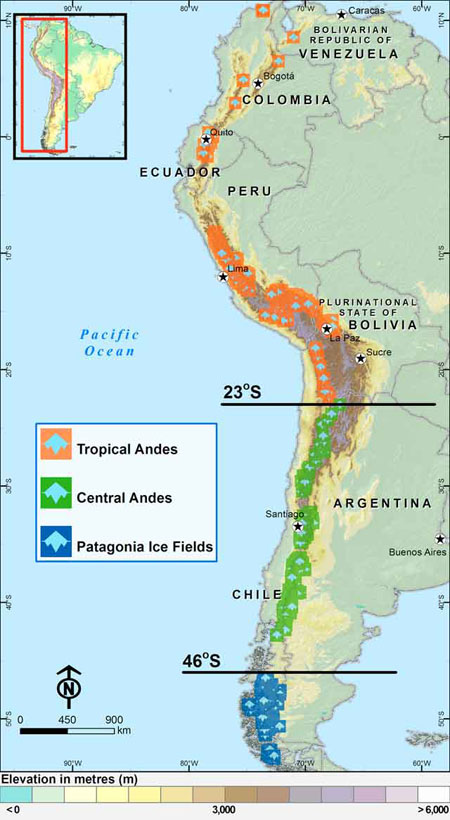 80°W
70°W
60°W
10°N
Caracas
BOLIVARIAN
REPUBLIC OF
VENEZUELA
Bogotá
COLOMBIA
0°
Quito
ECUADOR
PERU
10°S
Lima
PLURINATIONAL
STATE OF
BOLIVIA
La Paz
Pacific
Ocean
Sucre
20°S
23°S
Tropical Andes
Central Andes
Patagonia Ice Fields
30°S
ARGENTINA
Santiago
Buenos Aires
CHILE
40°S
46°S
N
0 450 900
km
50°S
90°W
80°W
70°W
60°W
Elevation in metres (m)
< 0 3,000 > 6,000